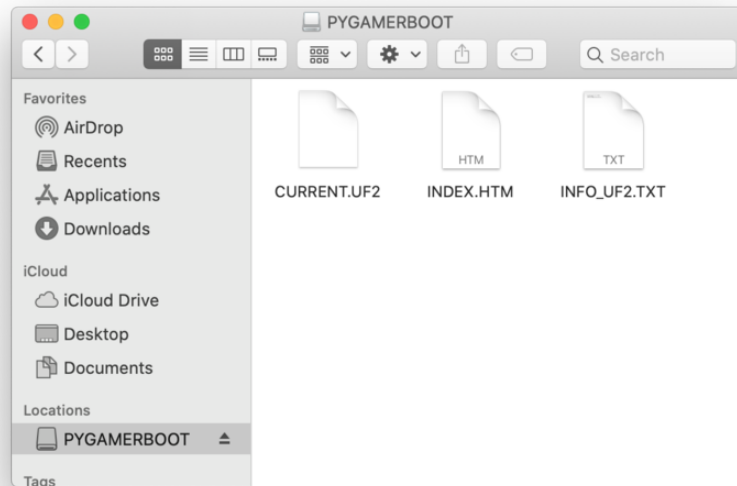 PYGAMERBOOT
Search
Favorites
AirDrop
Recents
Applications
Downloads
iCloud
iCloud Drive
Desktop
Documents
Locations
PYGAMERBOOT
Tags
HTM
TXT
CURRENT.UF2
INDEX.HTM
INFO_UF2.TXT